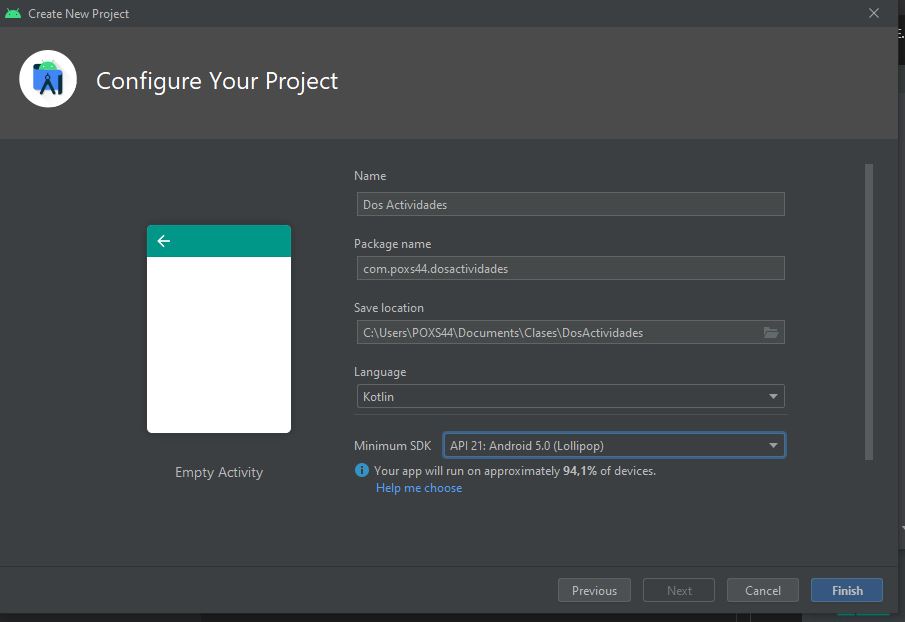 Create New Project
Configure Your Project
Name
Dos Actividades
Package name
com.poxs44.dosactividades
Save location
C:\Users\POXS44\Documents\Clases\DosActividades
Language
Kotlin
Minimum SDK API 21: Android 5.0 (Lollipop)
Your app will run on approximately 94,1% of devices.
Help me choose
Empty Activity
Previous Next Cancel Finish